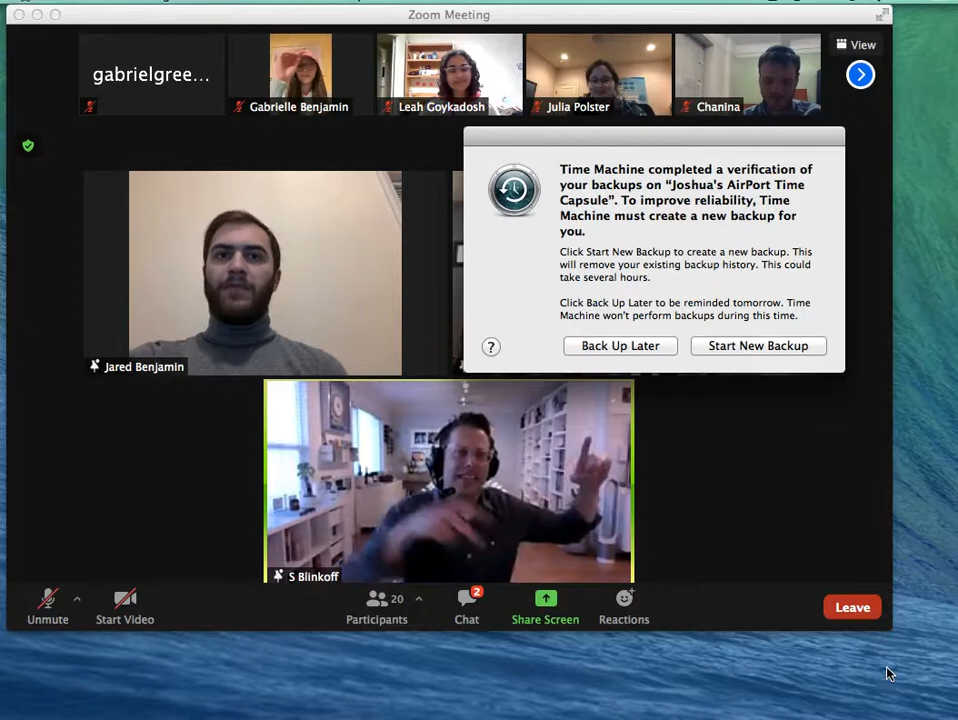 Zoom Meeting
View
gabrielgree...
Gabrielle Benjamin
Leah Goykadosh
Julia Polster
Chanina
Time Machine completed a verification of
your backups on “Joshua's AirPort Time
Capsule”. To improve reliability, Time
Machine must create a new backup for
you.
Click Start New Backup to create a new backup. This
will remove your existing backup history. This could
take several hours.
Click Back Up Later to be reminded tomorrow. Time
Machine won't perform backups during this time.
?
Back Up Later
Start New Backup
Jared Benjamin
S Blinkoff
20
2
Unmute
Start Video
Participants
Chat
Share Screen
Reactions
Leave